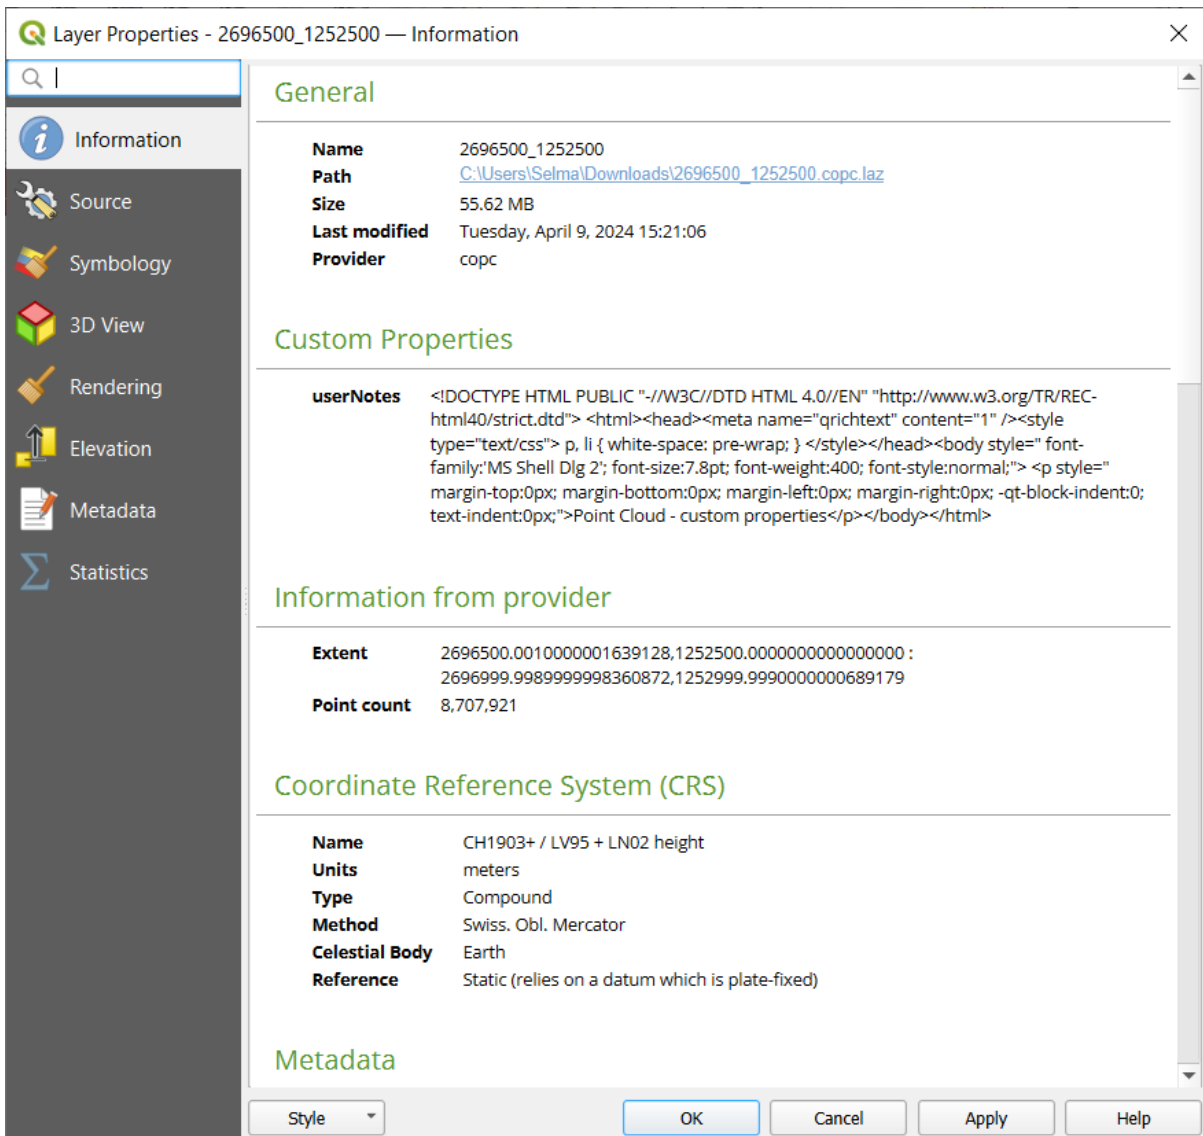 Layer Properties - 2696500_1252500 — Information
Information
Source
Symbology
3D View
Rendering
Elevation
Metadata
Statistics
General
Name 2696500_1252500
Path C:\Users\Selma\Downloads\2696500_1252500.copc.laz
Size 55.62 MB
Last modified Tuesday, April 9, 2024 15:21:06
Provider copc
Custom Properties
userNotes <!DOCTYPE HTML PUBLIC "-//W3C//DTD HTML 4.0//EN" "http://www.w3.org/TR/REC-
html40/strict.dtd"> <html><head><meta name="qrichtext" content="1" /><style
type="text/css"> p, li { white-space: pre-wrap; } </style></head><body style=" font-
family:'MS Shell Dlg 2'; font-size:7.8pt; font-weight:400; font-style:normal;"> <p style="
margin-top:0px; margin-bottom:0px; margin-left:0px; margin-right:0px; -qt-block-indent:0;
text-indent:0px;">Point Cloud - custom properties</p></body></html>
Information from provider
Extent 2696500.0010000001639128,1252500.0000000000000000 :
2696999.9989999998360872,1252999.9990000000689179
Point count 8,707,921
Coordinate Reference System (CRS)
Name CH1903+ / LV95 + LN02 height
Units meters
Type Compound
Method Swiss. Obl. Mercator
Celestial Body Earth
Reference Static (relies on a datum which is plate-fixed)
Metadata
Style OK Cancel Apply Help